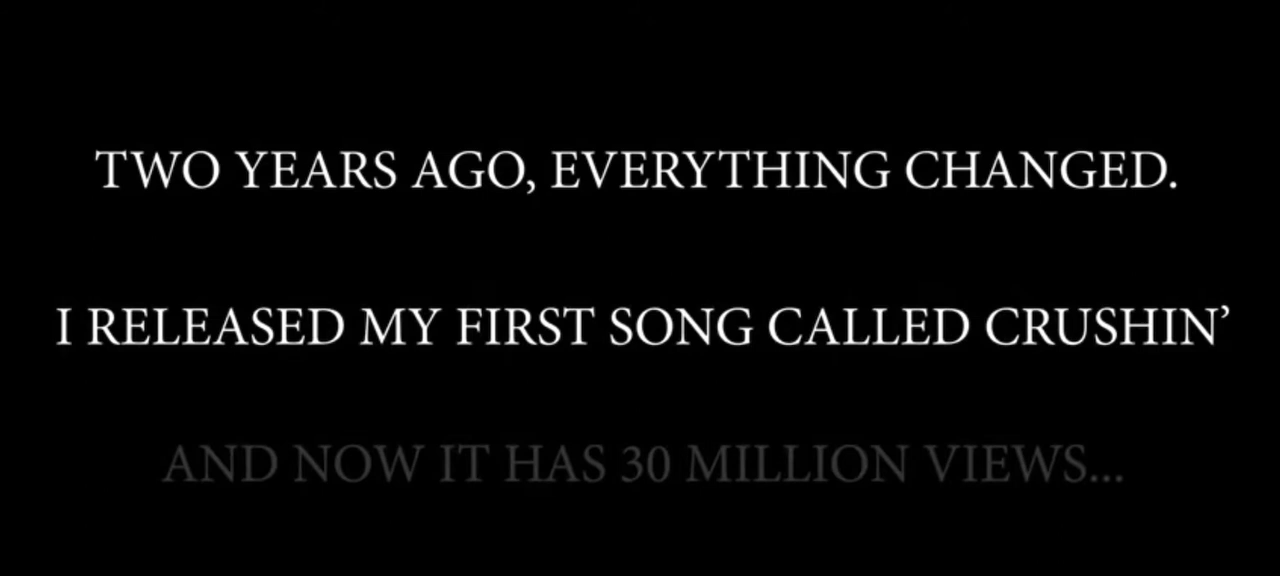 TWO YEARS AGO, EVERYTHING CHANGED.
I RELEASED MY FIRST SONG CALLED CRUSHIN’
AND NOW IT HAS 30 MILLION VIEWS...